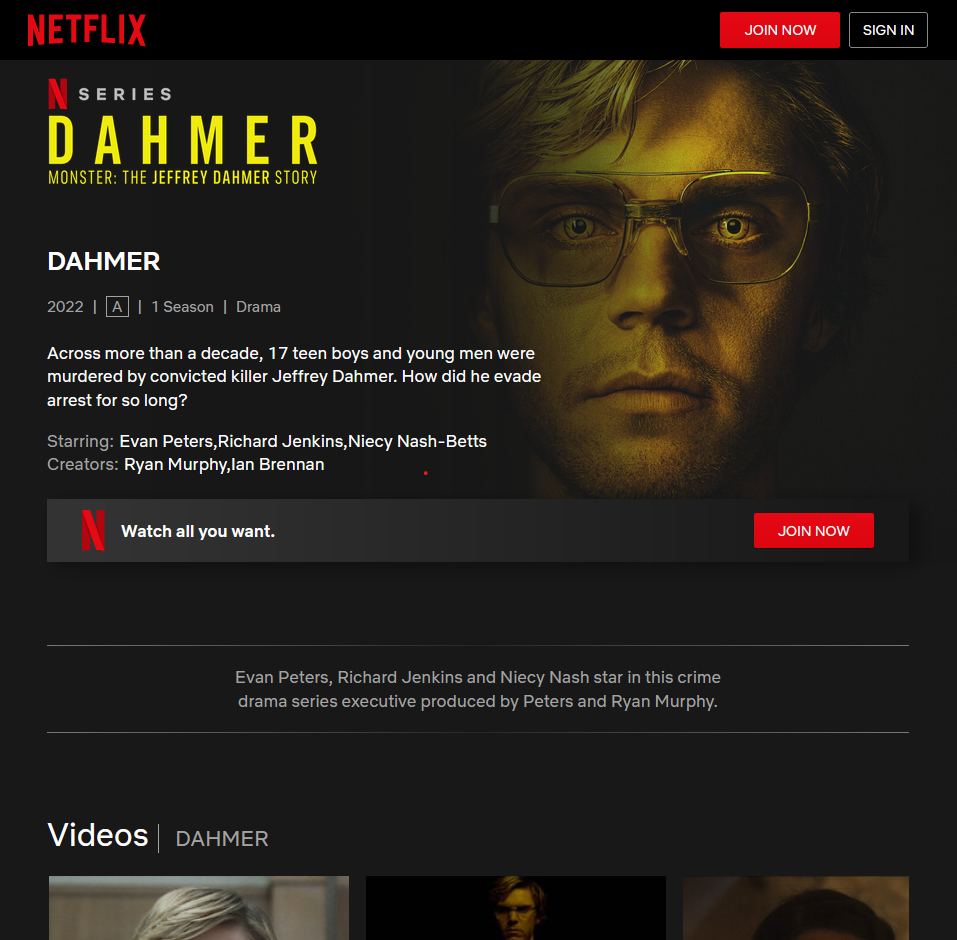 NETFLIX
JOIN NOW
SIGN IN
N SERIES
DAHMER
MONSTER: THE JEFFREY DAHMER STORY
DAHMER
2022 | A | 1 Season | Drama
Across more than a decade, 17 teen boys and young men were
murdered by convicted killer Jeffrey Dahmer. How did he evade
arrest for so long?
Starring: Evan Peters,Richard Jenkins,Niecy Nash-Betts
Creators: Ryan Murphy,Ian Brennan
N Watch all you want.
JOIN NOW
Evan Peters, Richard Jenkins and Niecy Nash star in this crime
drama series executive produced by Peters and Ryan Murphy.
Videos | DAHMER